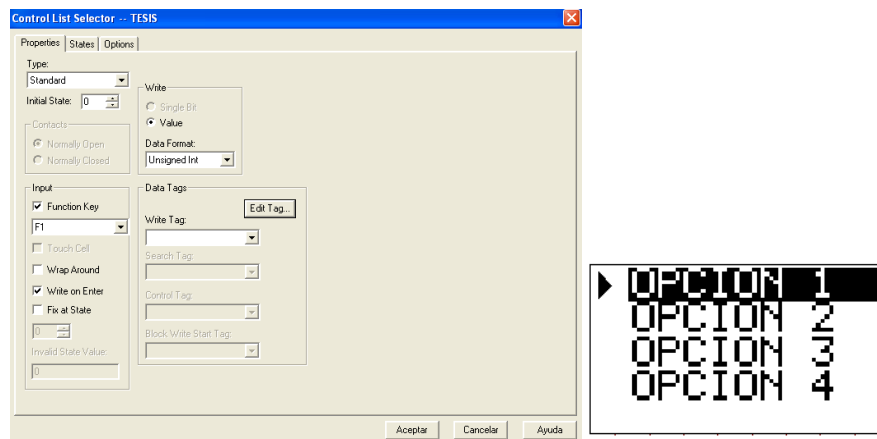 Control List Selector -- TESIS
Properties States Options
Type:
Standard
Initial State: 0
Contacts
Normally Open
Normally Closed
Write
Single Bit
Value
Data Format:
Unsigned Int
Input
Function Key
F1
Touch Cell
Wrap Around
Write on Enter
Fix at State
0
Invalid State Value:
0
Data Tags
Edit Tag...
Write Tag:
Search Tag:
Control Tag:
Block Write Start Tag:
Aceptar Cancelar Ayuda
OPCION 1
OPCION 2
OPCION 3
OPCION 4